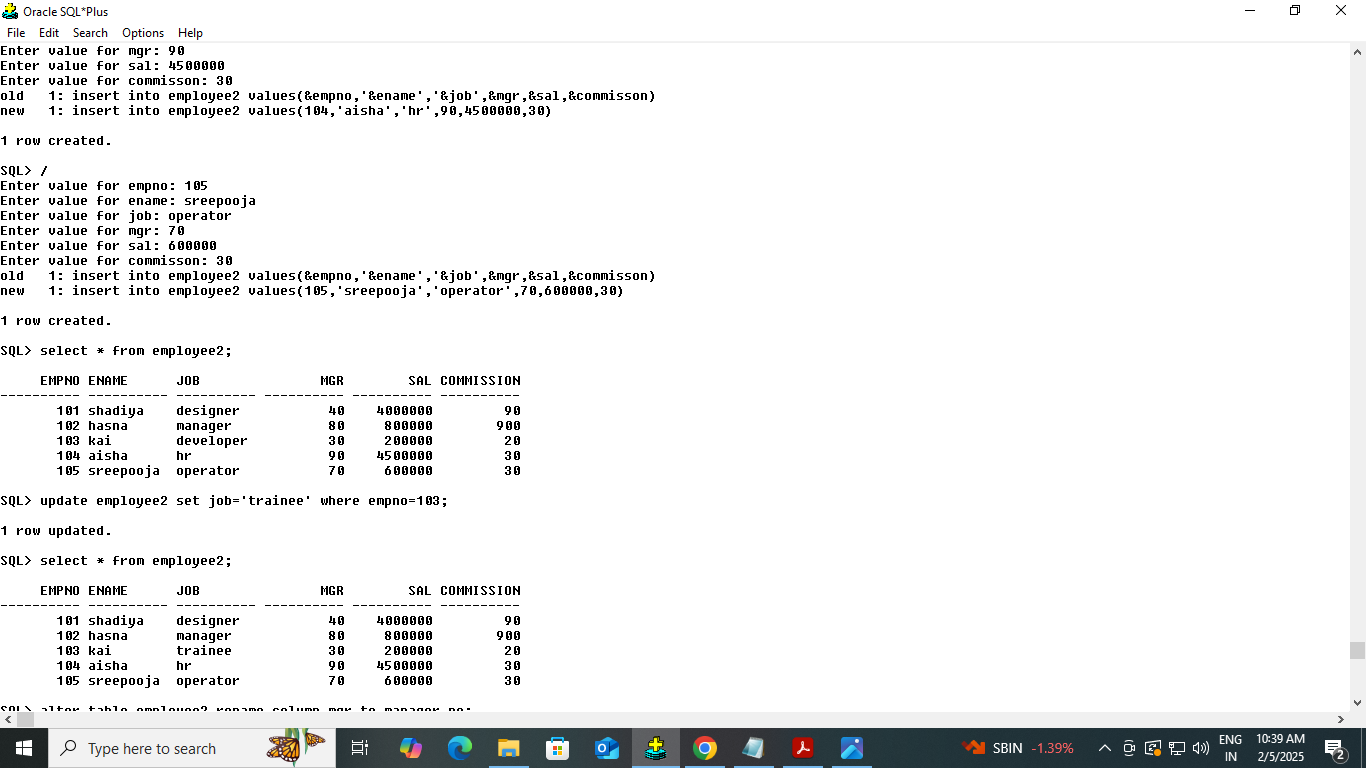 Oracle SQL*Plus
File Edit Search Options Help
Enter value for mgr: 90
Enter value for sal: 4500000
Enter value for commisson: 30
old   1: insert into employee2 values(&empno,'&ename','&job',&mgr,&sal,&commisson)
new   1: insert into employee2 values(104,'aisha','hr',90,4500000,30)
1 row created.
SQL> /
Enter value for empno: 105
Enter value for ename: sreepooja
Enter value for job: operator
Enter value for mgr: 70
Enter value for sal: 600000
Enter value for commisson: 30
old   1: insert into employee2 values(&empno,'&ename','&job',&mgr,&sal,&commisson)
new   1: insert into employee2 values(105,'sreepooja','operator',70,600000,30)
1 row created.
SQL> select * from employee2;
     EMPNO ENAME      JOB               MGR        SAL COMMISSION
---------- ---------- ---------- ---------- ---------- ----------
       101 shadiya    designer           40    4000000         90
       102 hasna      manager            80     800000        900
       103 kai        developer          30     200000         20
       104 aisha      hr                 90    4500000         30
       105 sreepooja  operator           70     600000         30
SQL> update employee2 set job='trainee' where empno=103;
1 row updated.
SQL> select * from employee2;
     EMPNO ENAME      JOB               MGR        SAL COMMISSION
---------- ---------- ---------- ---------- ---------- ----------
       101 shadiya    designer           40    4000000         90
       102 hasna      manager            80     800000        900
       103 kai        trainee            30     200000         20
       104 aisha      hr                 90    4500000         30
       105 sreepooja  operator           70     600000         30
SQL> alter table employee2 rename column mgr to manager_no;
Type here to search
SBIN -1.39%
ENG
IN
10:39 AM
2/5/2025
2